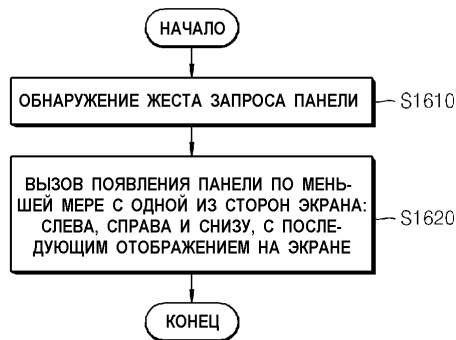 НАЧАЛО
ОБНАРУЖЕНИЕ ЖЕСТА ЗАПРОСА ПАНЕЛИ
S1610
ВЫЗОВ ПОЯВЛЕНИЯ ПАНЕЛИ ПО МЕНЬ-
ШЕЙ МЕРЕ С ОДНОЙ ИЗ СТОРОН ЭКРАНА:
СЛЕВА, СПРАВА И СНИЗУ, С ПОСЛЕ-
ДУЮЩИМ ОТОБРАЖЕНИЕМ НА ЭКРАНЕ
S1620
КОНЕЦ